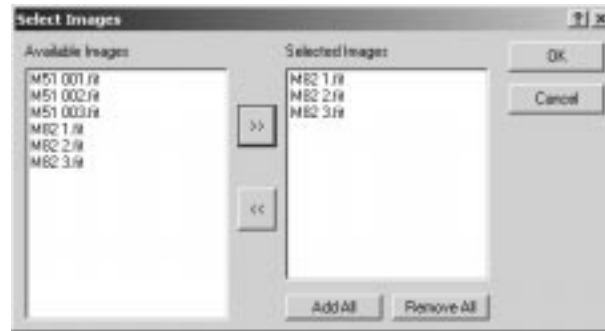 Select Images
? x
Available Images
Selected Images
M51 001.fit
M51 002.fit
M51 003.fit
M82 1.fit
M82 2.fit
M82 3.fit
>>
<<
M82 1.fit
M82 2.fit
M82 3.fit
OK
Cancel
Add All
Remove All